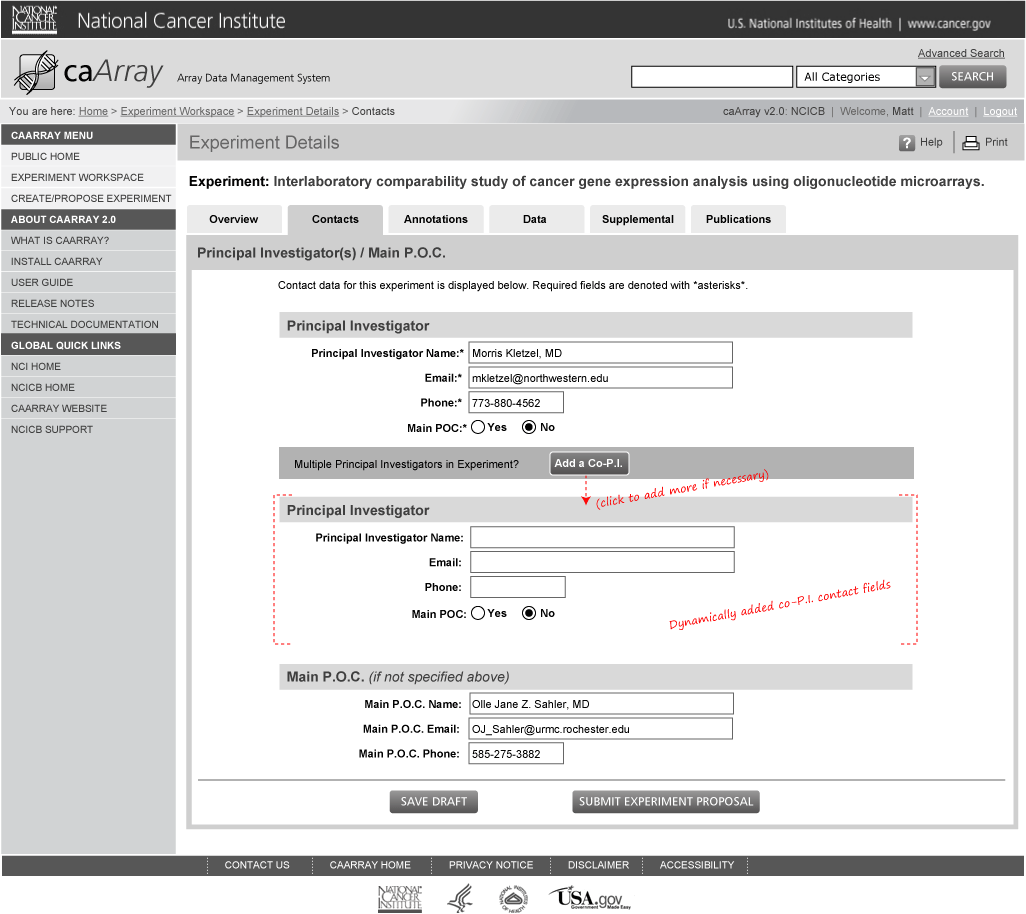 NATIONAL
CANCER
INSTITUTE
National Cancer Institute
U.S. National Institutes of Health | www.cancer.gov
caArray Array Data Management System
Advanced Search
All Categories
SEARCH
You are here: Home > Experiment Workspace > Experiment Details > Contacts
caArray v2.0: NCICB | Welcome, Matt | Account | Logout
CAARRAY MENU
PUBLIC HOME
EXPERIMENT WORKSPACE
CREATE/PROPOSE EXPERIMENT
ABOUT CAARRAY 2.0
WHAT IS CAARRAY?
INSTALL CAARRAY
USER GUIDE
RELEASE NOTES
TECHNICAL DOCUMENTATION
GLOBAL QUICK LINKS
NCI HOME
NCICB HOME
CAARRAY WEBSITE
NCICB SUPPORT
Experiment Details
? Help | Print
Experiment: Interlaboratory comparability study of cancer gene expression analysis using oligonucleotide microarrays.
Overview Contacts Annotations Data Supplemental Publications
Principal Investigator(s) / Main P.O.C.
Contact data for this experiment is displayed below. Required fields are denoted with *asterisks*.
Principal Investigator
Principal Investigator Name:* Morris Kletzel, MD
Email:* mkletzel@northwestern.edu
Phone:* 773-880-4562
Main POC:* Yes No
Multiple Principal Investigators in Experiment? Add a Co-P.I.
(click to add more if necessary)
Principal Investigator
Principal Investigator Name:
Email:
Phone:
Main POC: Yes No
Dynamically added co-P.I. contact fields
Main P.O.C. (if not specified above)
Main P.O.C. Name: Olle Jane Z. Sahler, MD
Main P.O.C. Email: OJ_Sahler@urmc.rochester.edu
Main P.O.C. Phone: 585-275-3882
SAVE DRAFT SUBMIT EXPERIMENT PROPOSAL
CONTACT US CAARRAY HOME PRIVACY NOTICE DISCLAIMER ACCESSIBILITY
NATIONAL
CANCER
INSTITUTE
USA.gov
Government Made Easy